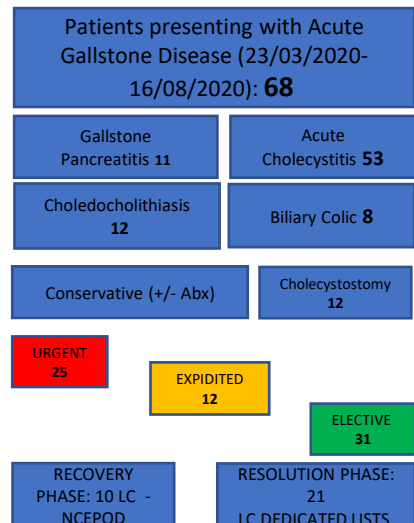 Patients presenting with Acute
Gallstone Disease (23/03/2020-
16/08/2020): 68
Gallstone
Pancreatitis 11
Acute
Cholecystitis 53
Choledocholithiasis
12
Biliary Colic 8
Conservative (+/- Abx)
Cholecystostomy
12
URGENT
25
EXPIDITED
12
ELECTIVE
31
RECOVERY
PHASE: 10 LC -
NCEPOD
RESOLUTION PHASE:
21
LC DEDICATED LISTS